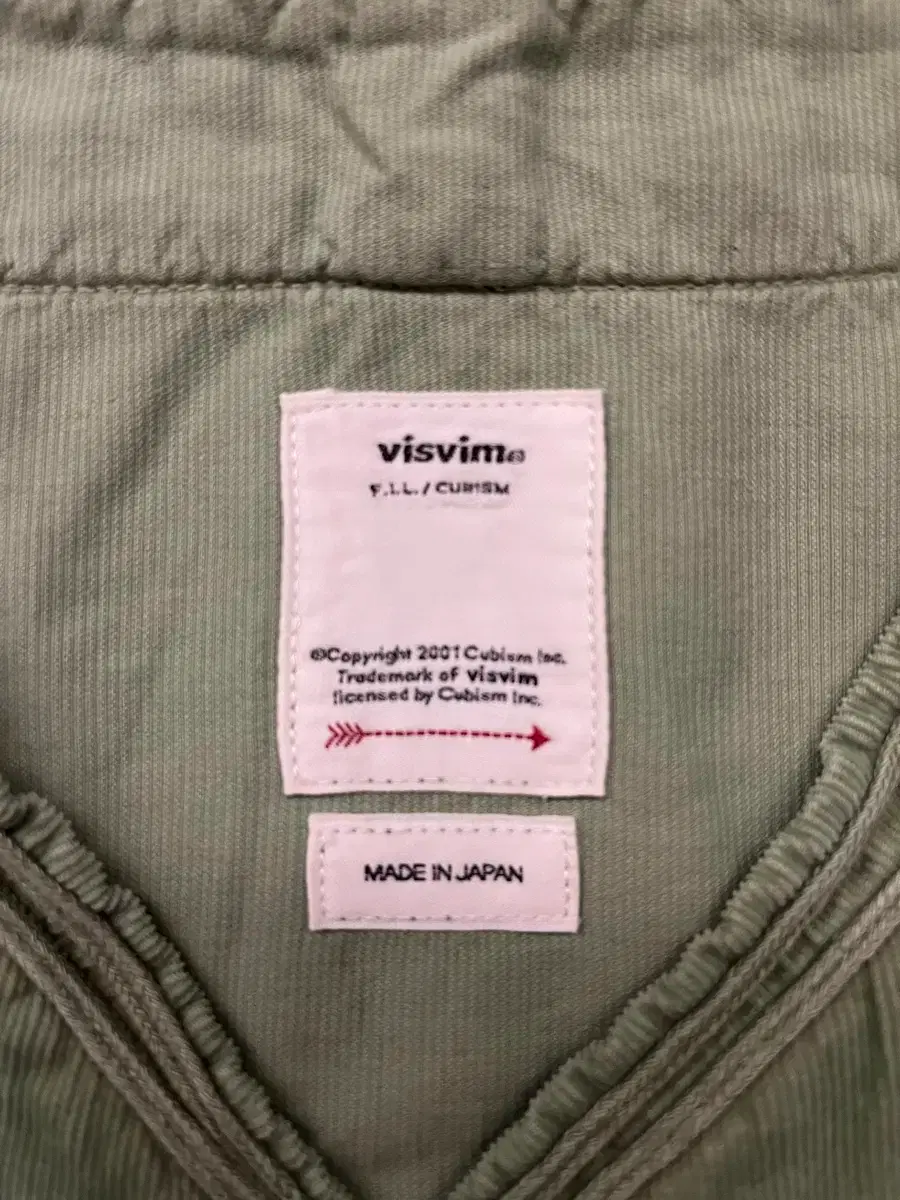 visvim®
F.I.L. / CUBISM
©Copyright 2001 Cubism Inc.
Trademark of visvim
licensed by Cubism Inc.
MADE IN JAPAN